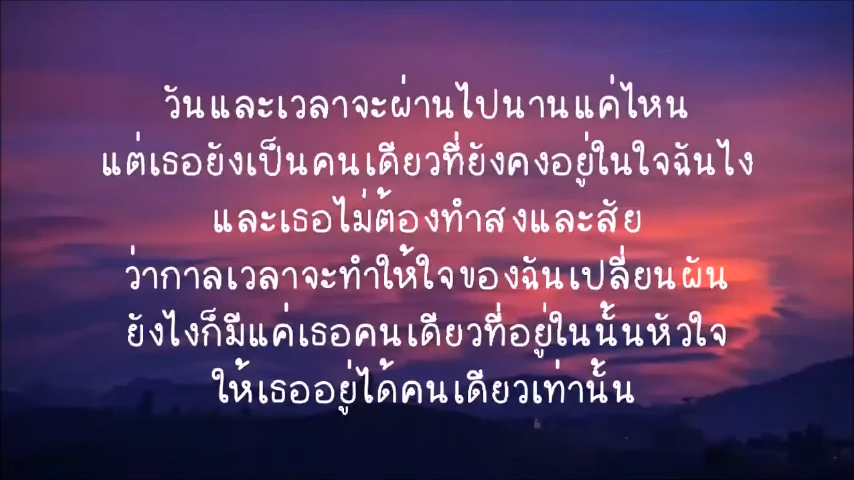 วันและเวลาจะผ่านไปนานแค่ไหน
แต่เธอยังเป็นคนเดียวที่ยังคงอยู่ในใจฉันไง
และเธอไม่ต้องทำสงและสัย
ว่ากาลเวลาจะทำให้ใจของฉันเปลี่ยนผัน
ยังไงก็มีแค่เธอคนเดียวที่อยู่ในนั้นหัวใจ
ให้เธออยู่ได้คนเดียวเท่านั้น